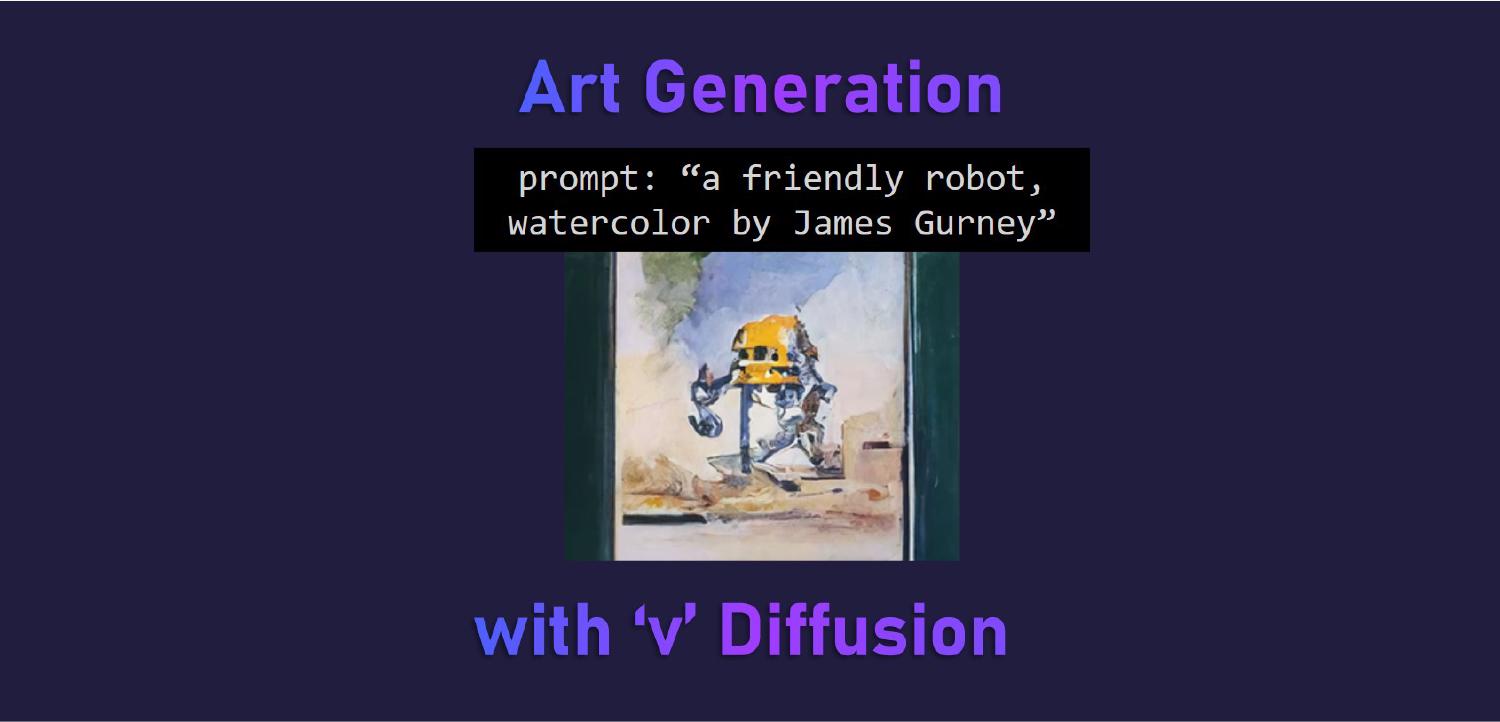 Art Generation
prompt: “a friendly robot,
watercolor by James Gurney”
with ‘v’ Diffusion